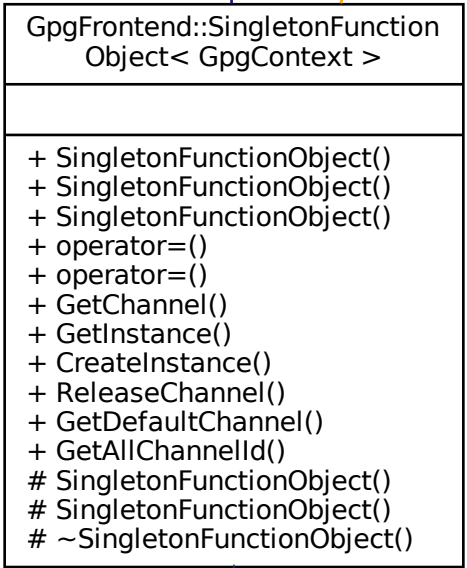 GpgFrontend::SingletonFunction
Object< GpgContext >
+ SingletonFunctionObject()
+ SingletonFunctionObject()
+ SingletonFunctionObject()
+ operator=()
+ operator=()
+ GetChannel()
+ GetInstance()
+ CreateInstance()
+ ReleaseChannel()
+ GetDefaultChannel()
+ GetAllChannelId()
# SingletonFunctionObject()
# SingletonFunctionObject()
# ~SingletonFunctionObject()